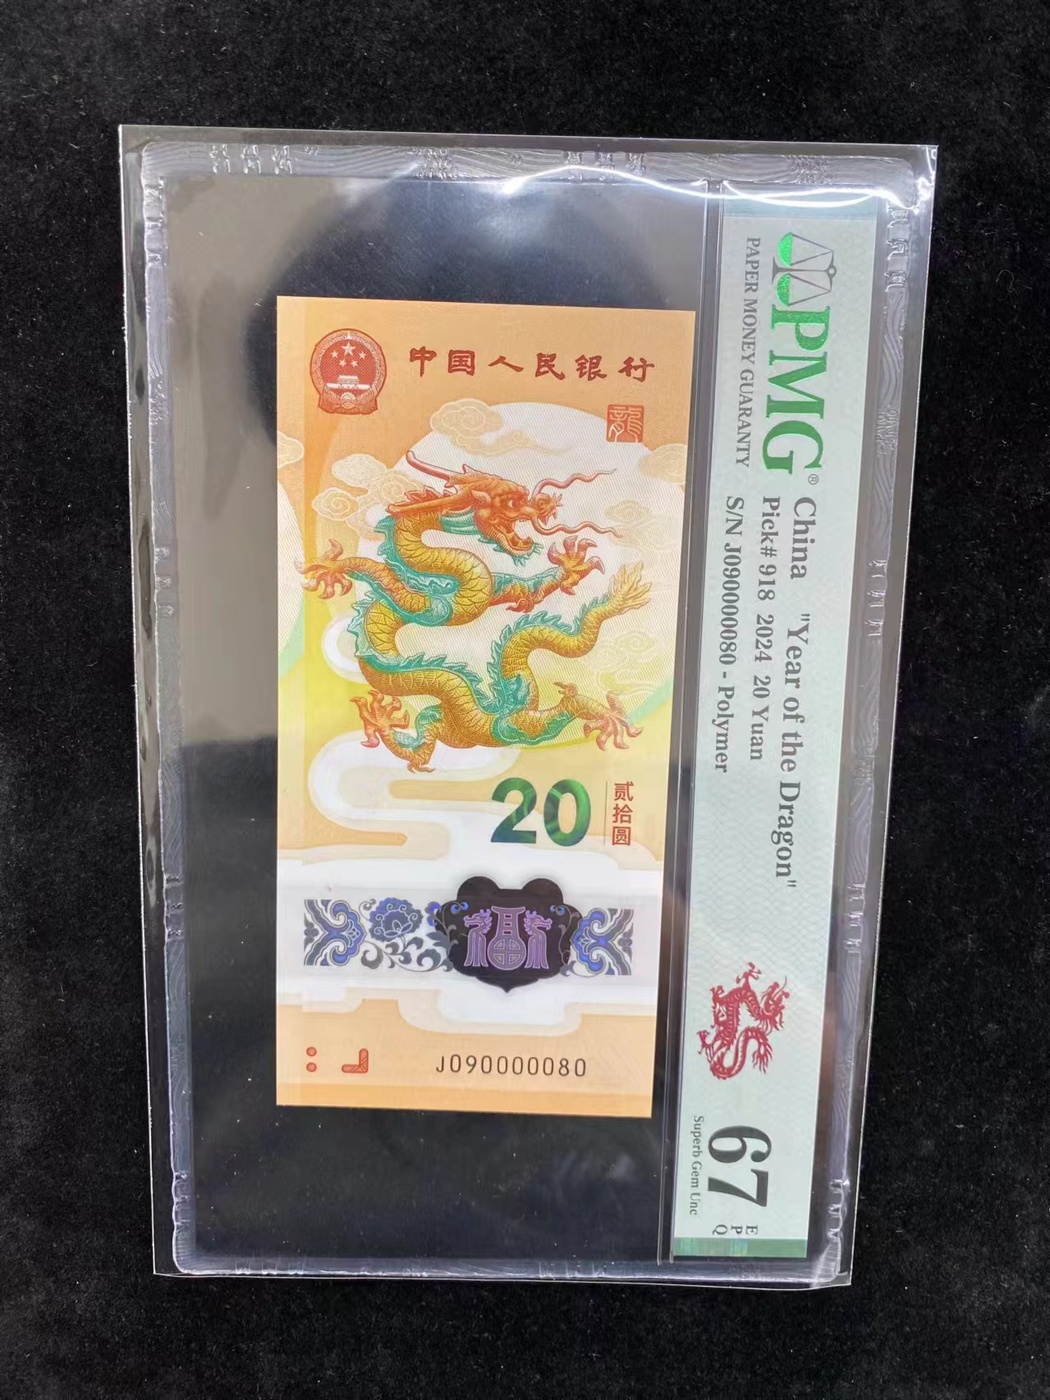 中国人民银行
龍
20
贰拾圆
J090000080
PMG®
PAPER MONEY GUARANTY
China "Year of the Dragon"
Pick# 918 2024 20 Yuan
S/N J090000080 - Polymer
67
EPQ
Superb Gem Unc